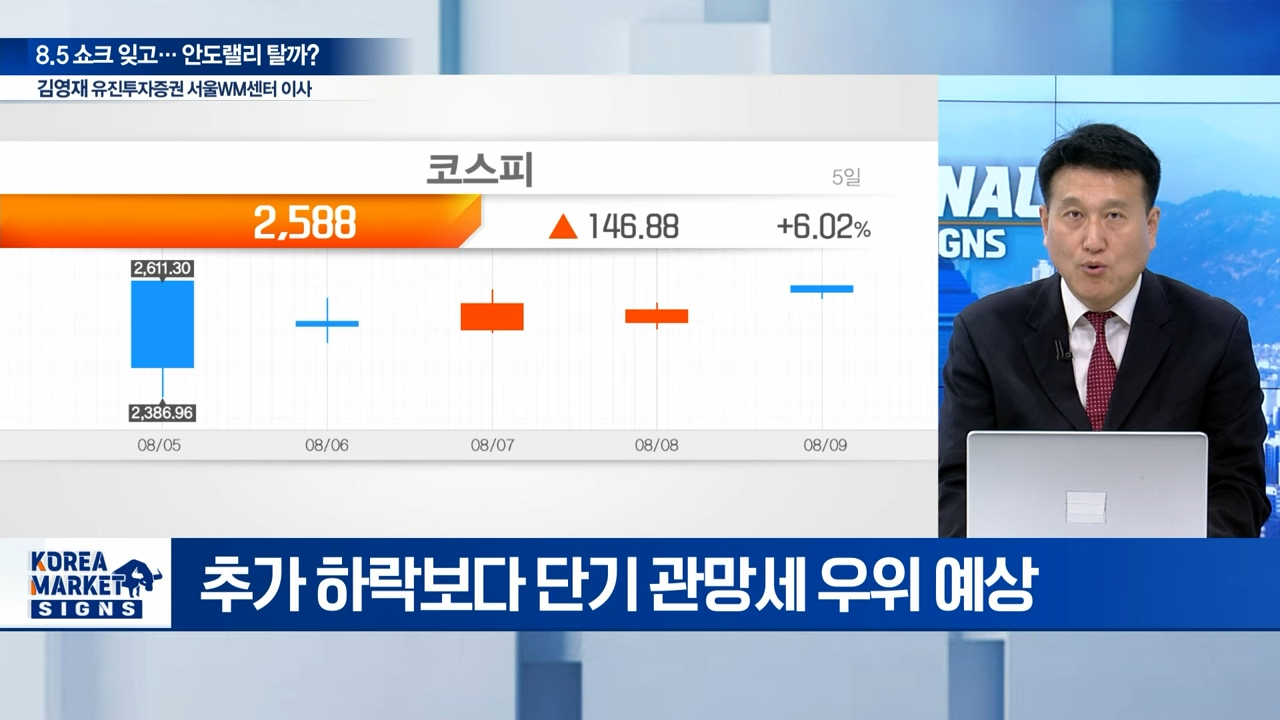 8.5 쇼크 잊고… 안도랠리 탈까?
김영재 유진투자증권 서울WM센터 이사
코스피
5일
2,588 ▲ 146.88 +6.02%
2,611.30
2,386.96
08/05 08/06 08/07 08/08 08/09
NAL
GNS
KOREA
MARKET
SIGNS
추가 하락보다 단기 관망세 우위 예상